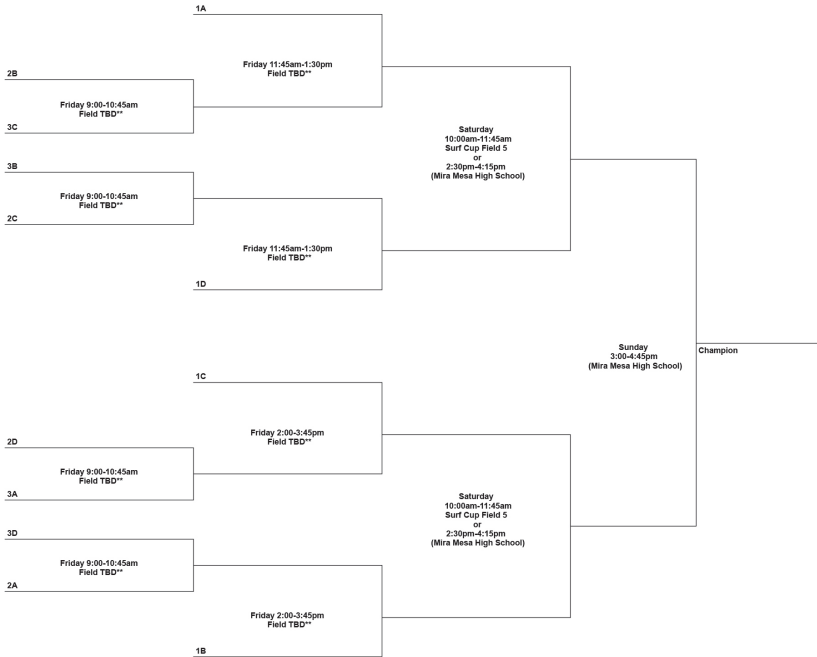 1A
Friday 11:45am-1:30pm
Field TBD**
2B
Friday 9:00-10:45am
Field TBD**
3C
Saturday
10:00am-11:45am
Surf Cup Field 5
or
2:30pm-4:15pm
(Mira Mesa High School)
3B
Friday 9:00-10:45am
Field TBD**
2C
Friday 11:45am-1:30pm
Field TBD**
1D
Sunday
3:00-4:45pm
(Mira Mesa High School)
Champion
1C
Friday 2:00-3:45pm
Field TBD**
2D
Friday 9:00-10:45am
Field TBD**
3A
Saturday
10:00am-11:45am
Surf Cup Field 5
or
2:30pm-4:15pm
(Mira Mesa High School)
3D
Friday 9:00-10:45am
Field TBD**
2A
Friday 2:00-3:45pm
Field TBD**
1B